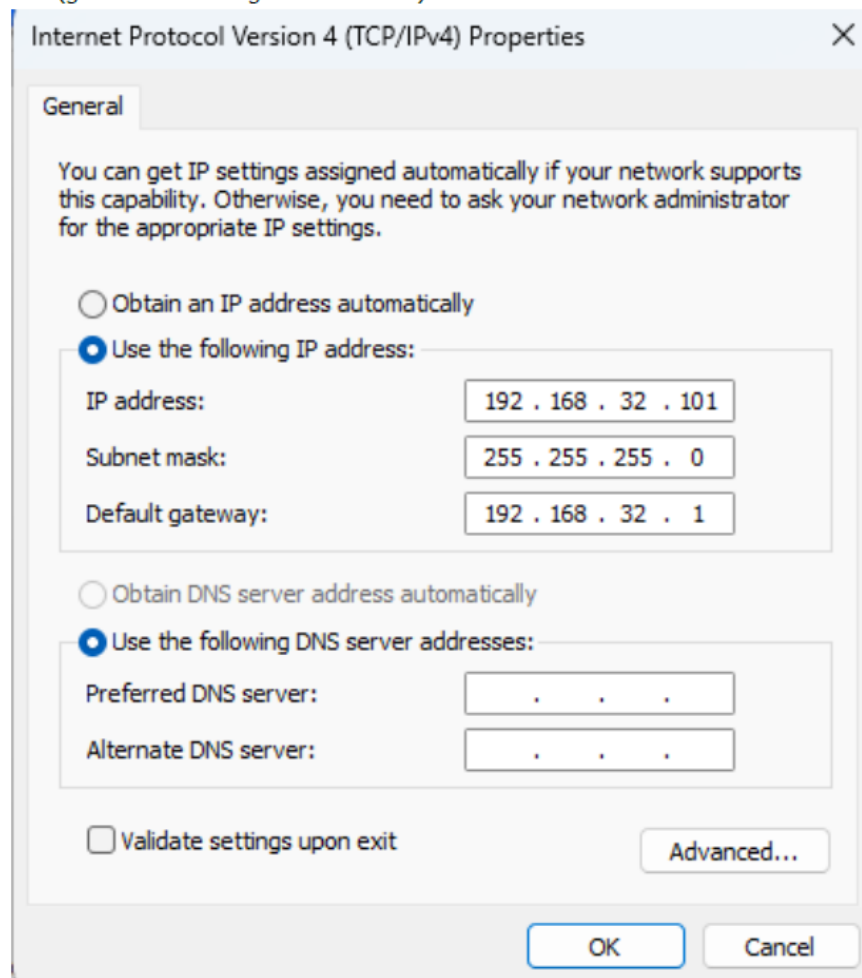 Internet Protocol Version 4 (TCP/IPv4) Properties
General
You can get IP settings assigned automatically if your network supports
this capability. Otherwise, you need to ask your network administrator
for the appropriate IP settings.
Obtain an IP address automatically
Use the following IP address:
IP address: 192 . 168 . 32 . 101
Subnet mask: 255 . 255 . 255 . 0
Default gateway: 192 . 168 . 32 . 1
Obtain DNS server address automatically
Use the following DNS server addresses:
Preferred DNS server: . . .
Alternate DNS server: . . .
Validate settings upon exit
Advanced...
OK Cancel